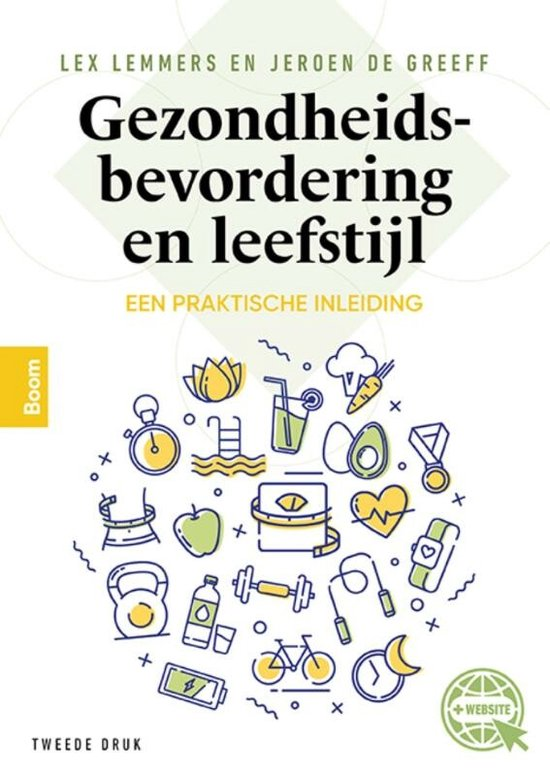 LEX LEMMERS EN JEROEN DE GREEFF
Gezondheids-
bevordering
en leefstijl
EEN PRAKTISCHE INLEIDING
Boom
+ WEBSITE
TWEEDE DRUK